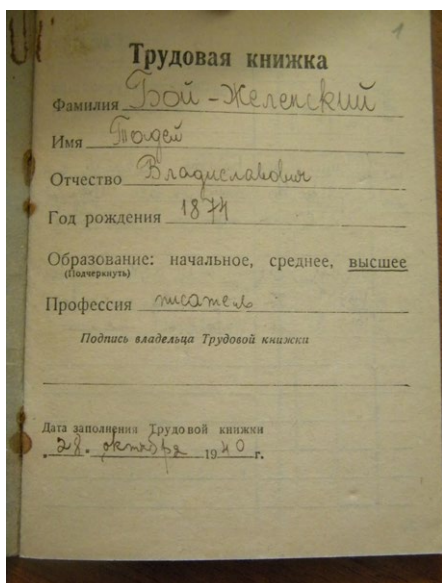 1
Трудовая книжка
Фамилия Бой-Желенский
Имя Тадей
Отчество Владиславович
Год рождения 1874
Образование: начальное, среднее, высшее
(Подчеркнуть)
Профессия писатель
Подпись владельца Трудовой книжки
Дата заполнения Трудовой книжки
28. октября 1940 г.